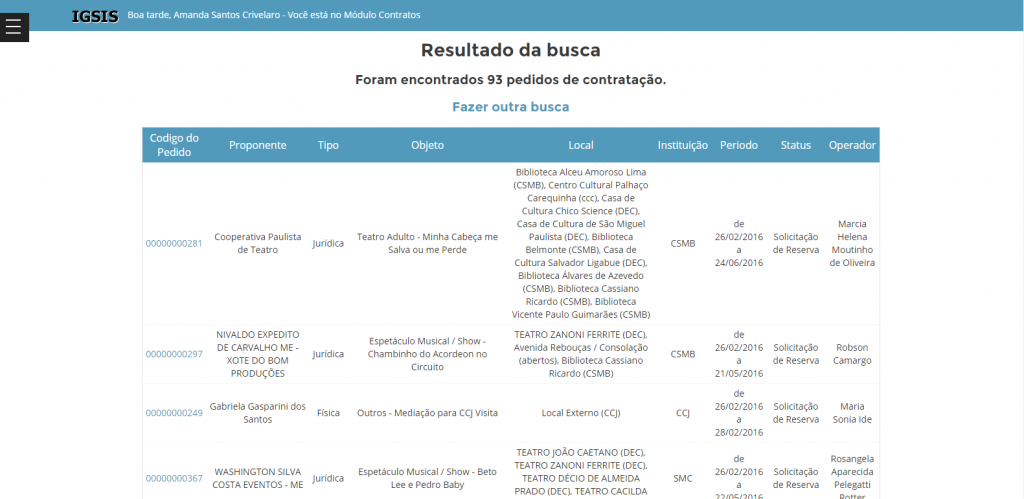 IGSIS Boa tarde, Amanda Santos Crivelaro - Você está no Módulo Contratos
Resultado da busca
Foram encontrados 93 pedidos de contratação.
Fazer outra busca
Codigo do
Pedido
Proponente
Tipo
Objeto
Local
Instituição
Periodo
Status
Operador
00000000281
Cooperativa Paulista
de Teatro
Jurídica
Teatro Adulto - Minha Cabeça me
Salva ou me Perde
Biblioteca Alceu Amoroso Lima
(CSMB), Centro Cultural Palhaço
Carequinha (ccc), Casa de
Cultura Chico Science (DEC),
Casa de Cultura de São Miguel
Paulista (DEC), Biblioteca
Belmonte (CSMB), Casa de
Cultura Salvador Ligabue (DEC),
Biblioteca Álvares de Azevedo
(CSMB), Biblioteca Cassiano
Ricardo (CSMB), Biblioteca
Vicente Paulo Guimarães (CSMB)
CSMB
de
26/02/2016
a
24/06/2016
Solicitação
de Reserva
Marcia
Helena
Moutinho
de Oliveira
00000000297
NIVALDO EXPEDITO
DE CARVALHO ME -
XOTE DO BOM
PRODUÇÕES
Jurídica
Espetáculo Musical / Show -
Chambinho do Acordeon no
Circuito
TEATRO ZANONI FERRITE (DEC),
Avenida Rebouças / Consolação
(abertos), Biblioteca Cassiano
Ricardo (CSMB)
CSMB
de
26/02/2016
a
21/05/2016
Solicitação
de Reserva
Robson
Camargo
00000000249
Gabriela Gasparini dos
Santos
Física
Outros - Mediação para CCJ Visita
Local Externo (CCJ)
CCJ
de
26/02/2016
a
28/02/2016
Solicitação
de Reserva
Maria
Sonia Ide
00000000367
WASHINGTON SILVA
COSTA EVENTOS - ME
Jurídica
Espetáculo Musical / Show - Beto
Lee e Pedro Baby
TEATRO JOÃO CAETANO (DEC),
TEATRO ZANONI FERRITE (DEC),
TEATRO DÉCIO DE ALMEIDA
PRADO (DEC), TEATRO CACILDA
SMC
de
26/02/2016
a
22/05/2016
Solicitação
de Reserva
Rosangela
Aparecida
Pelegatti
Potter